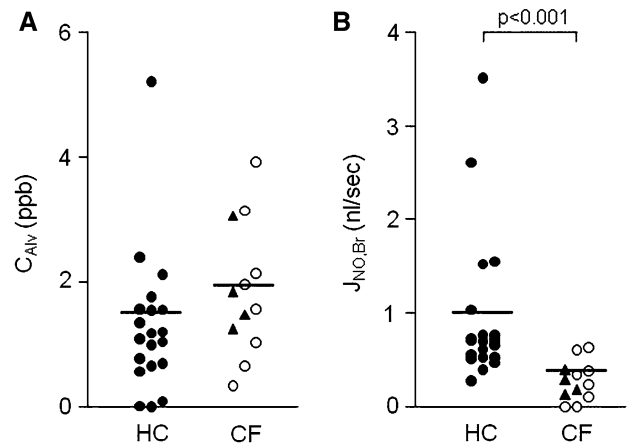 A
B
p<0.001
6
4
2
0
C_Alv (ppb)
HC
CF
4
3
2
1
0
J_NO,Br (nl/sec)
HC
CF